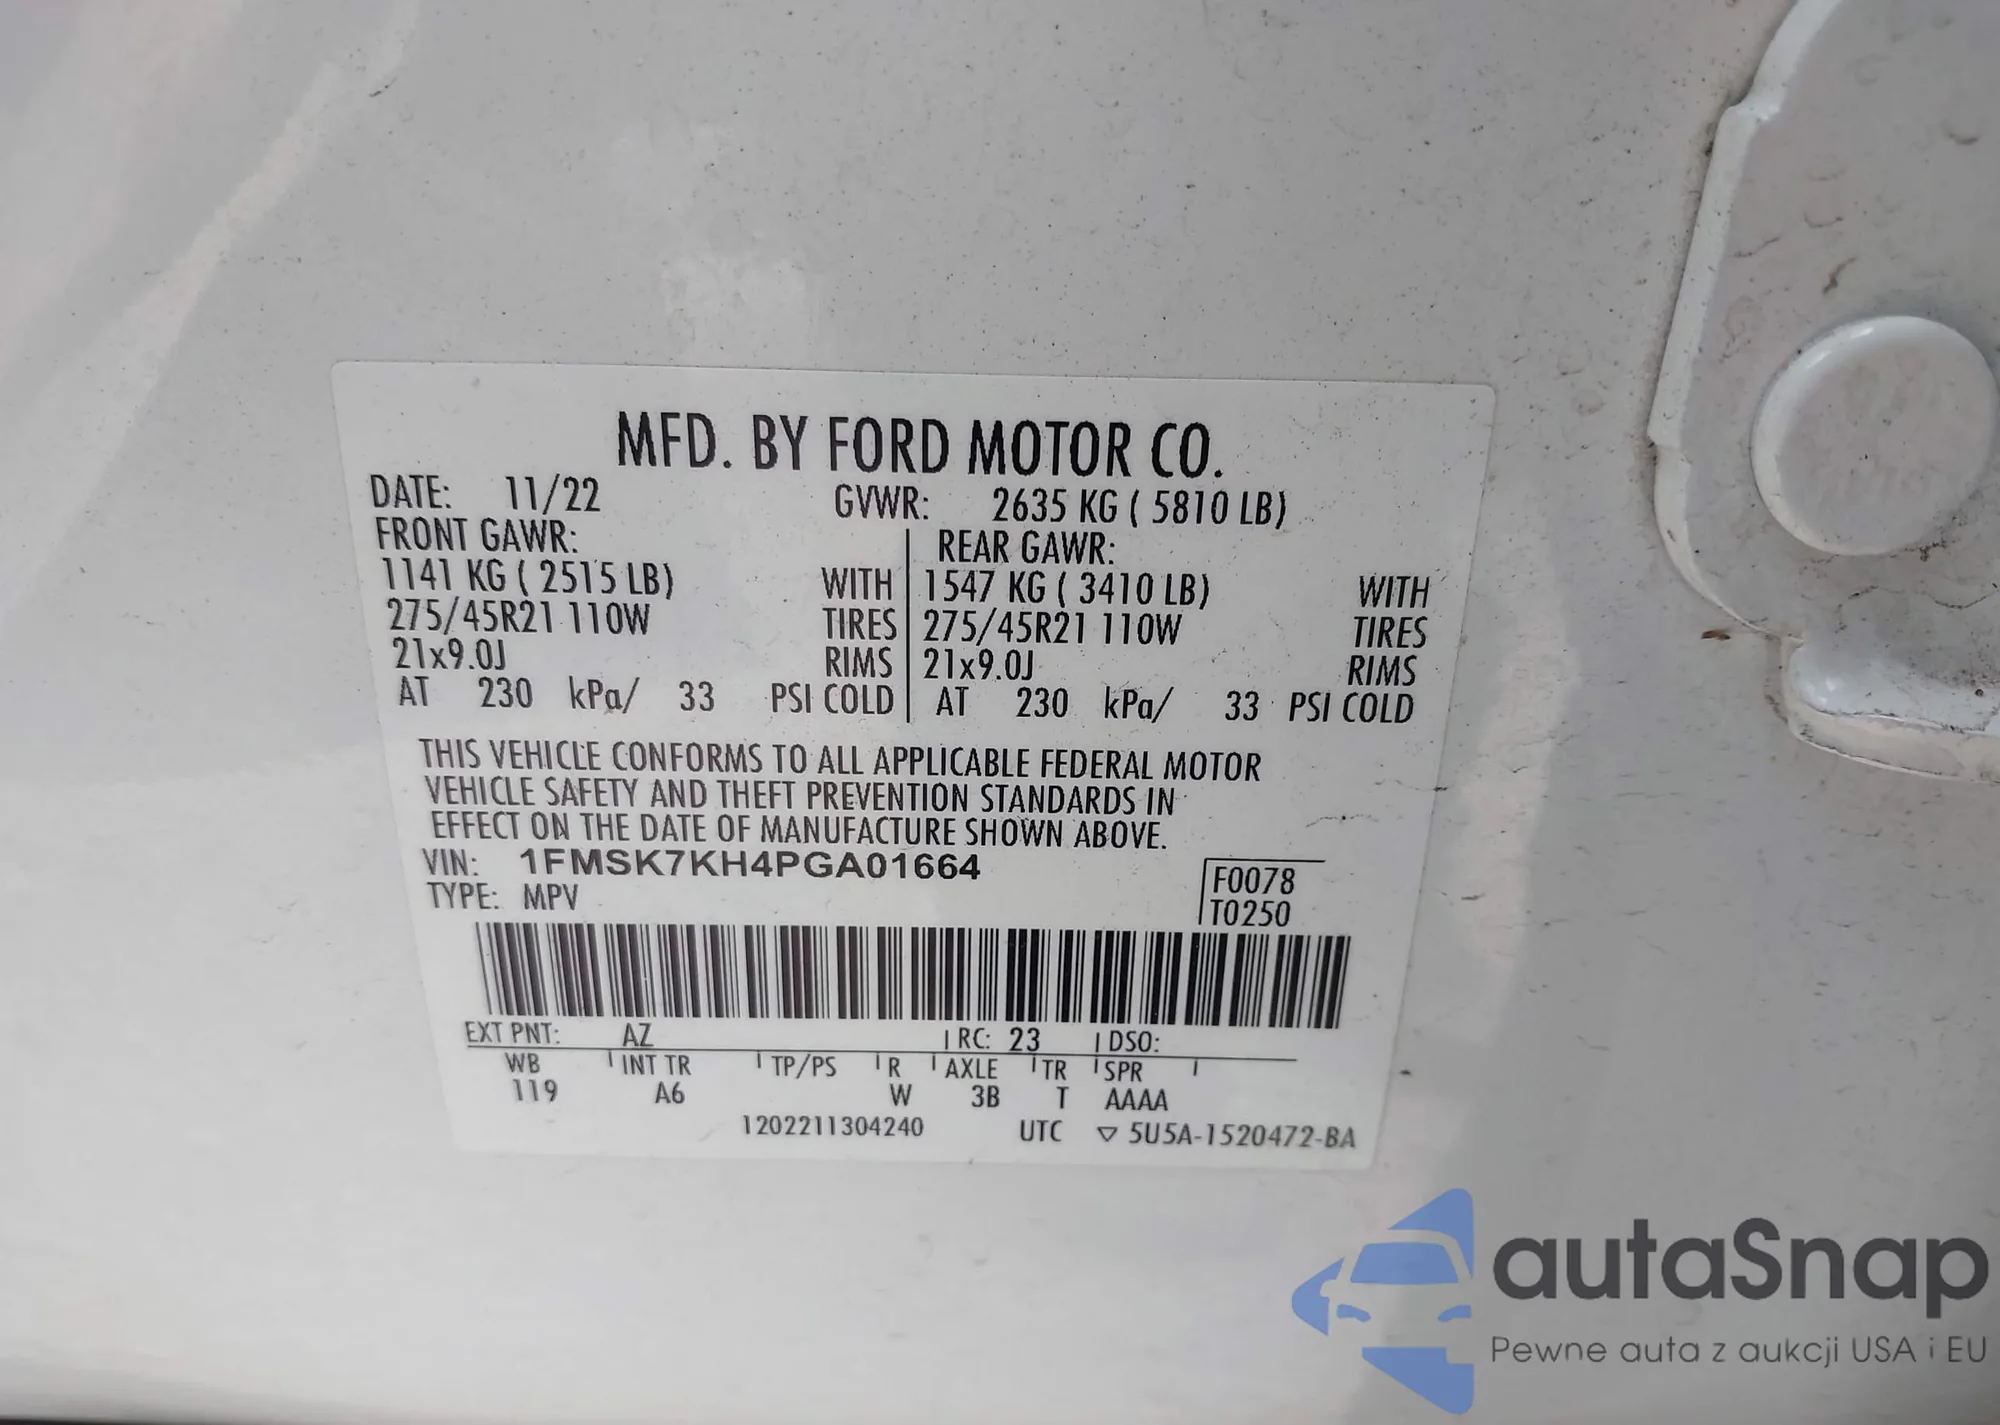 MFD. BY FORD MOTOR CO.
DATE: 11/22 GVWR: 2635 KG ( 5810 LB)
FRONT GAWR: REAR GAWR:
1141 KG ( 2515 LB) WITH 1547 KG ( 3410 LB) WITH
275/45R21 110W TIRES 275/45R21 110W TIRES
21x9.0J RIMS 21x9.0J RIMS
AT 230 kPa/ 33 PSI COLD AT 230 kPa/ 33 PSI COLD
THIS VEHICLE CONFORMS TO ALL APPLICABLE FEDERAL MOTOR
VEHICLE SAFETY AND THEFT PREVENTION STANDARDS IN
EFFECT ON THE DATE OF MANUFACTURE SHOWN ABOVE.
VIN: 1FMSK7KH4PGA01664
TYPE: MPV
F0078
T0250
EXT PNT: AZ RC: 23 DSO:
WB INT TR TP/PS R AXLE TR SPR
119 A6 W 3B T AAAA
1202211304240 UTC ▽ 5U5A-1520472-BA
autaSnap
Pewne auta z aukcji USA i EU